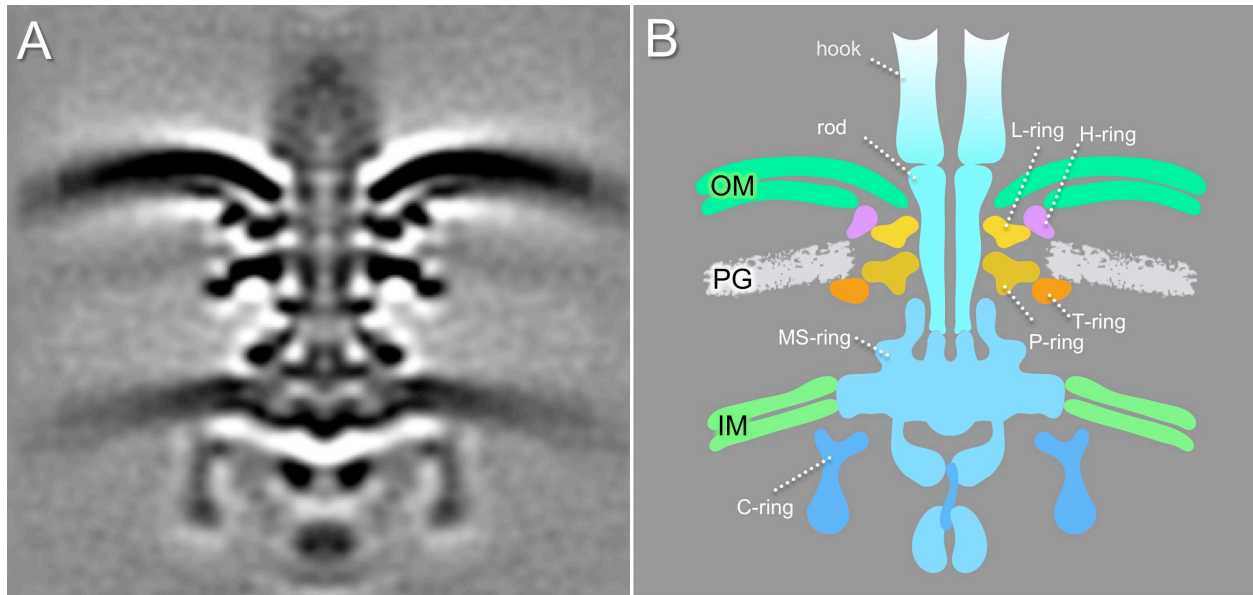 A
B
hook
rod
L-ring
H-ring
OM
PG
MS-ring
T-ring
P-ring
IM
C-ring